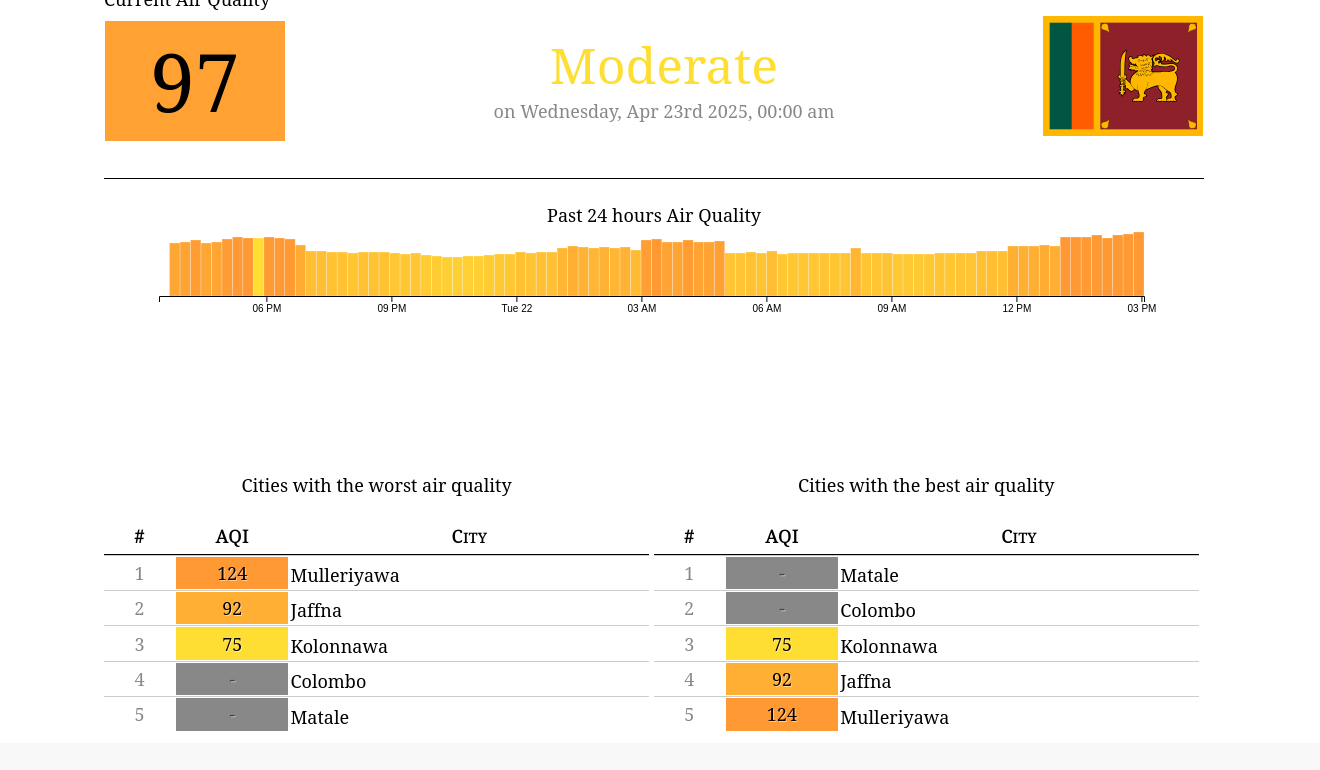 Current Air Quality
97
Moderate
on Wednesday, Apr 23rd 2025, 00:00 am
Past 24 hours Air Quality
06 PM 09 PM Tue 22 03 AM 06 AM 09 AM 12 PM 03 PM
Cities with the worst air quality
# AQI City
1 124 Mulleriyawa
2 92 Jaffna
3 75 Kolonnawa
4 - Colombo
5 - Matale
Cities with the best air quality
# AQI City
1 - Matale
2 - Colombo
3 75 Kolonnawa
4 92 Jaffna
5 124 Mulleriyawa